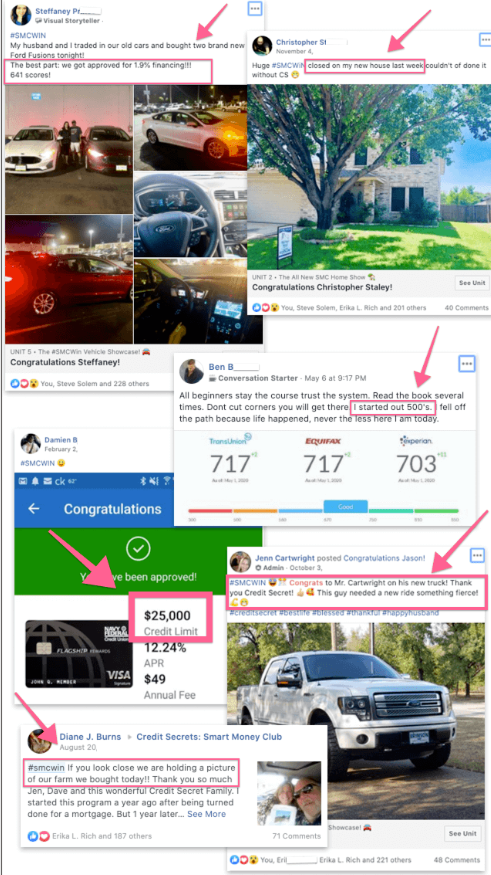 Steffaney Pr
Visual Storyteller ·
#SMCWIN
My husband and I traded in our old cars and bought two brand new
Ford Fusions tonight!
The best part: we got approved for 1.9% financing!!!
641 scores!
UNIT 5 • The #SMCWin Vehicle Showcase!
Congratulations Steffaney!
You, Steve Solem and 228 others
Christopher St
November 4,
Huge #SMCWiN closed on my new house last week couldn't of done it
without CS
UNIT 2 • The All New SMC Home Show
Congratulations Christopher Staley!
See Unit
You, Steve Solem, Erika L. Rich and 201 others
40 Comments
Ben B
Conversation Starter · May 6 at 9:17 PM
All beginners stay the course trust the system. Read the book several
times. Dont cut corners you will get there. I started out 500's. I fell off
the path because life happened, never the less here I am today.
TransUnion EQUIFAX experian.
717 717 703
Good
Damien B
February 2,
#SMCWIN
ck 62°
Congratulations
have been approved!
$25,000
Credit Limit
12.24%
APR
$49
Annual Fee
NAVY FEDERAL
Credit Union
FLAGSHIP REWARDS
VISA
Signature
Jenn Cartwright posted Congratulations Jason!
Admin · October 3,
#SMCWIN Congrats to Mr. Cartwright on his new truck! Thank
you Credit Secret! This guy needed a new ride something fierce!
#creditsecret #bestlife #blessed #thankful #happyhusband
Showcase!
See Unit
You, Eri, Erika L. Rich and 221 others
48 Comments
Diane J. Burns Credit Secrets: Smart Money Club
August 20,
#smcwin If you look close we are holding a picture
of our farm we bought today!! Thank you so much
Jen, Dave and this wonderful Credit Secret Family. I
started this program a year ago after being turned
done for a mortgage. But 1 year later... See More
Erika L. Rich and 187 others
71 Comments